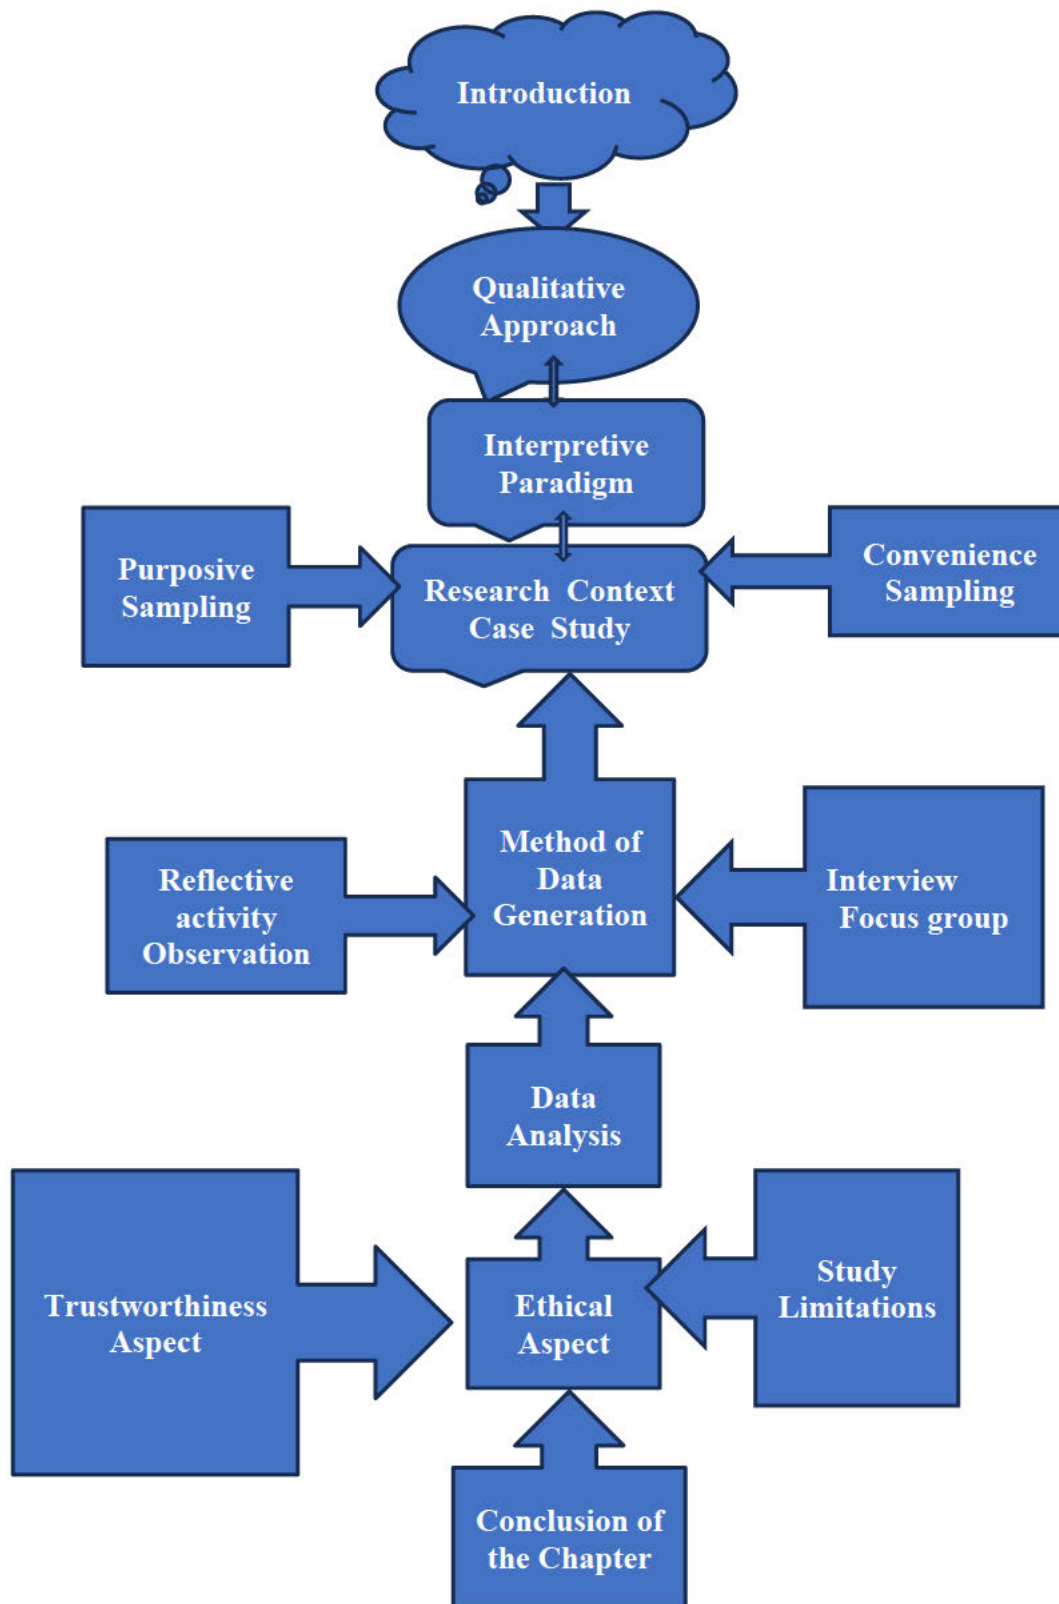 Introduction
Qualitative
Approach
Interpretive
Paradigm
Purposive
Sampling
Research Context
Case Study
Convenience
Sampling
Reflective
activity
Observation
Method of
Data
Generation
Interview
Focus group
Data
Analysis
Trustworthiness
Aspect
Ethical
Aspect
Study
Limitations
Conclusion of
the Chapter